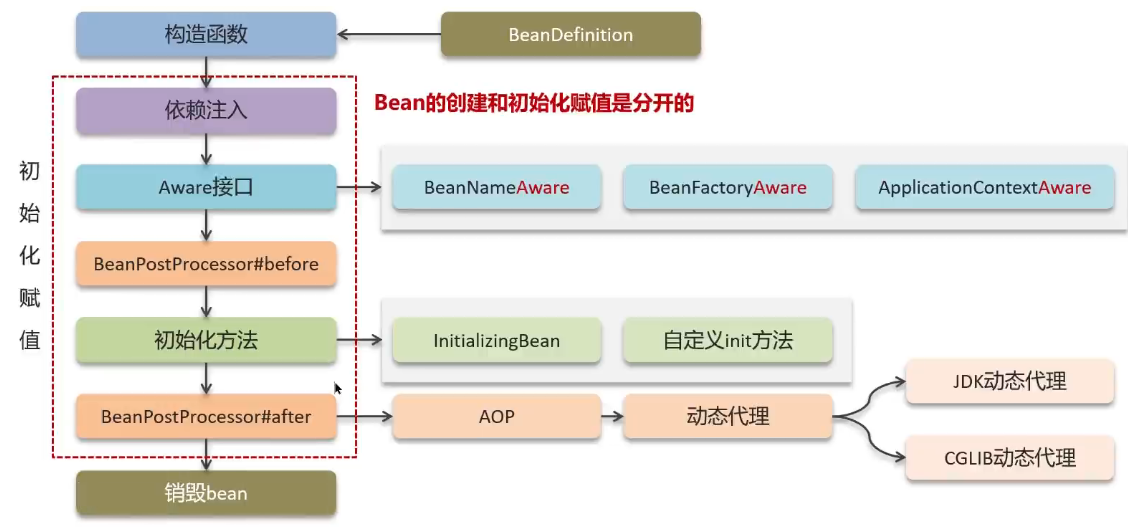 构造函数
BeanDefinition
Bean的创建和初始化赋值是分开的
初始化赋值
依赖注入
Aware接口
BeanNameAware
BeanFactoryAware
ApplicationContextAware
BeanPostProcessor#before
初始化方法
InitializingBean
自定义init方法
BeanPostProcessor#after
AOP
动态代理
JDK动态代理
CGLIB动态代理
销毁bean